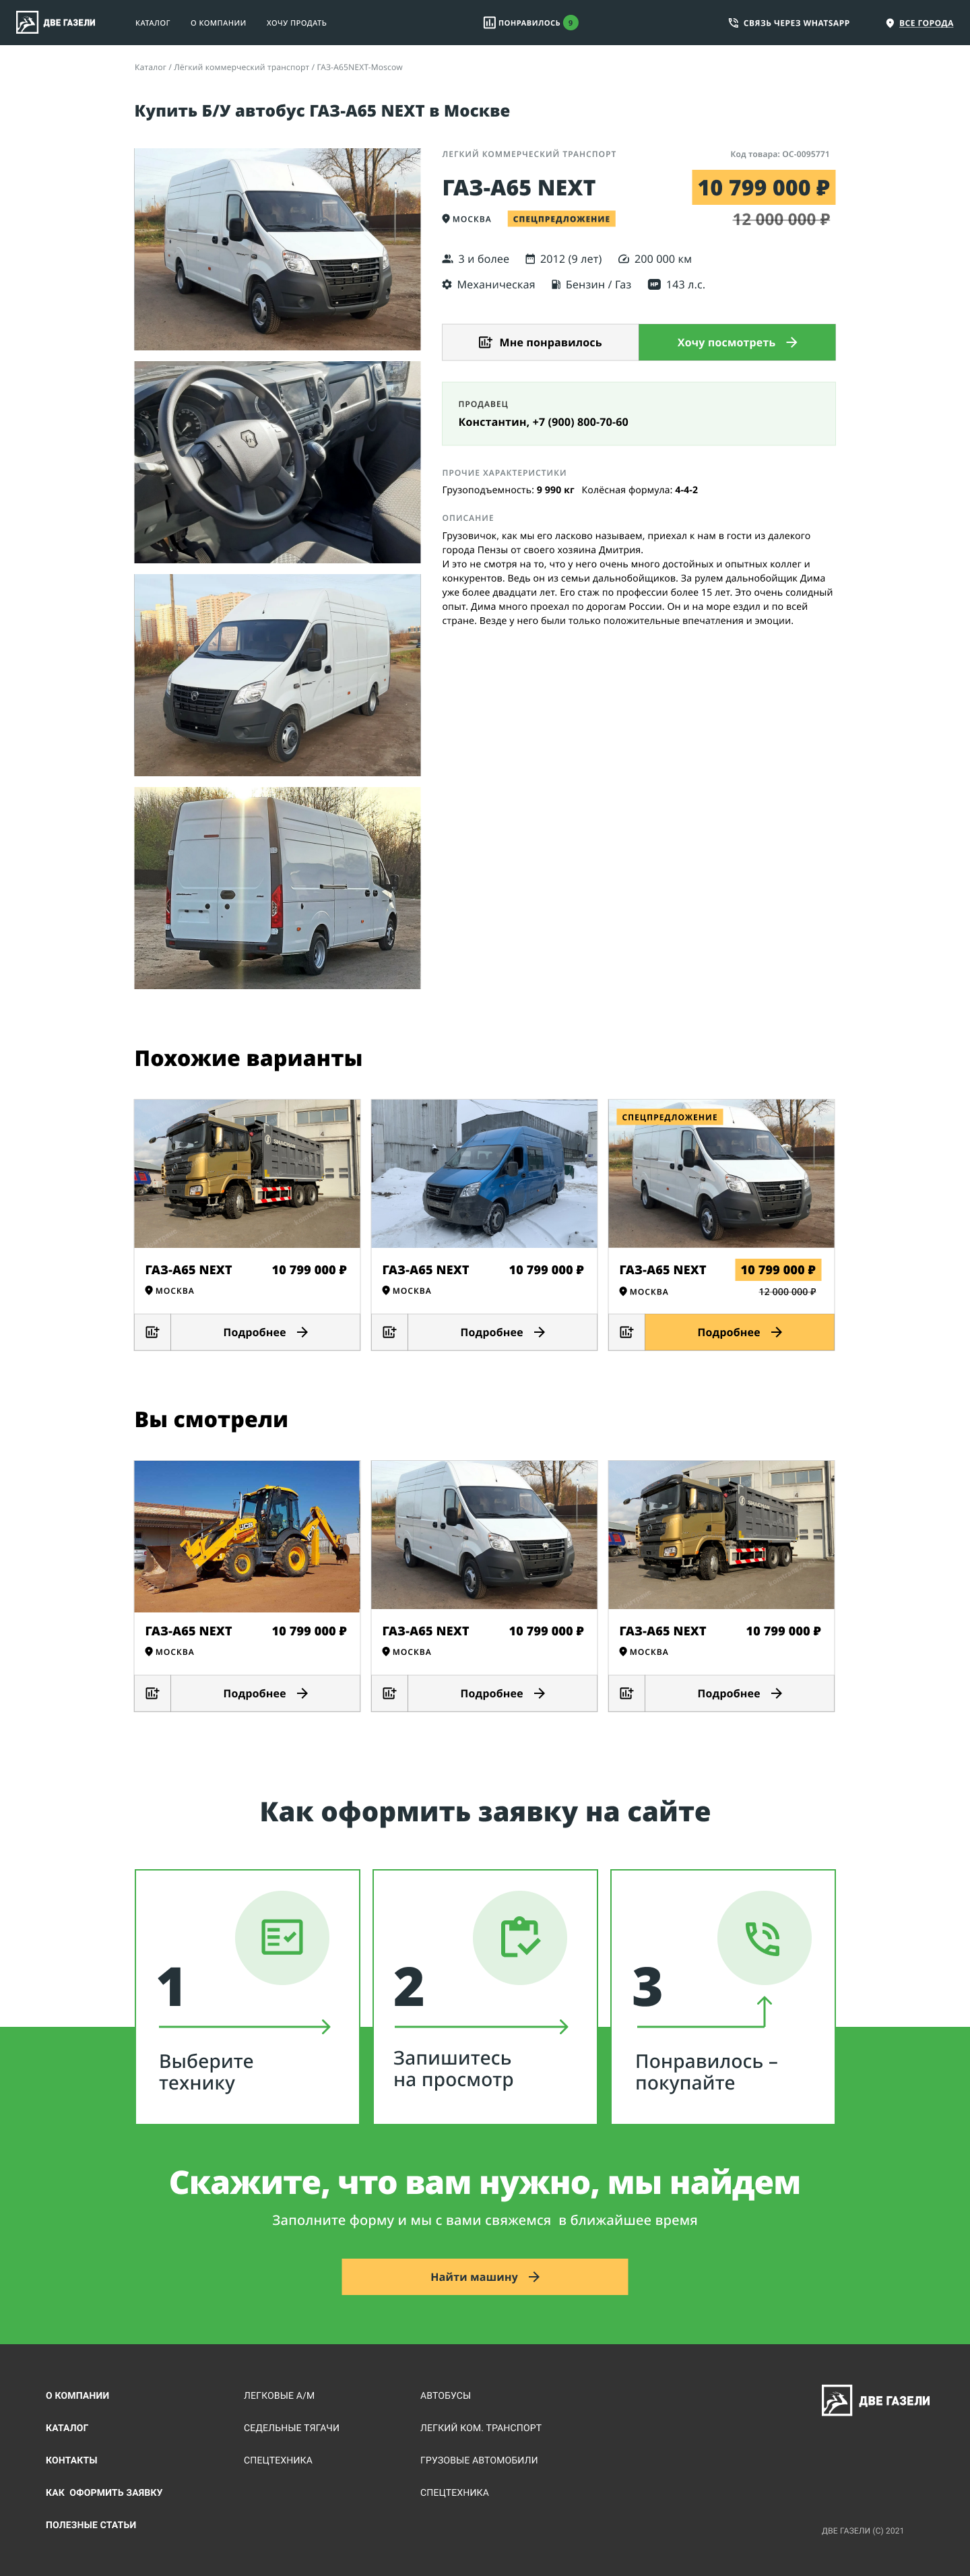 ДВЕ ГАЗЕЛИ
КАТАЛОГ
О КОМПАНИИ
ХОЧУ ПРОДАТЬ
ПОНРАВИЛОСЬ 9
СВЯЗЬ ЧЕРЕЗ WHATSAPP
ВСЕ ГОРОДА
Каталог / Лёгкий коммерческий транспорт / ГАЗ-А65NEXT-Moscow
Купить Б/У автобус ГАЗ-А65 NEXT в Москве
ЛЕГКИЙ КОММЕРЧЕСКИЙ ТРАНСПОРТ
Код товара: ОС-0095771
ГАЗ-А65 NEXT
10 799 000 ₽
МОСКВА
СПЕЦПРЕДЛОЖЕНИЕ
12 000 000 ₽
3 и более
2012 (9 лет)
200 000 км
Механическая
Бензин / Газ
HP 143 л.с.
Мне понравилось
Хочу посмотреть
ПРОДАВЕЦ
Константин, +7 (900) 800-70-60
ПРОЧИЕ ХАРАКТЕРИСТИКИ
Грузоподъемность: 9 990 кг Колёсная формула: 4-4-2
ОПИСАНИЕ
Грузовичок, как мы его ласково называем, приехал к нам в гости из далекого
города Пензы от своего хозяина Дмитрия.
И это не смотря на то, что у него очень много достойных и опытных коллег и
конкурентов. Ведь он из семьи дальнобойщиков. За рулем дальнобойщик Дима
уже более двадцати лет. Его стаж по профессии более 15 лет. Это очень солидный
опыт. Дима много проехал по дорогам России. Он и на море ездил и по всей
стране. Везде у него были только положительные впечатления и эмоции.
Похожие варианты
СПЕЦПРЕДЛОЖЕНИЕ
ГАЗ-А65 NEXT
10 799 000 ₽
МОСКВА
Подробнее
ГАЗ-А65 NEXT
10 799 000 ₽
МОСКВА
Подробнее
ГАЗ-А65 NEXT
10 799 000 ₽
МОСКВА
12 000 000 ₽
Подробнее
Вы смотрели
JCB
ГАЗ-А65 NEXT
10 799 000 ₽
МОСКВА
Подробнее
ГАЗ-А65 NEXT
10 799 000 ₽
МОСКВА
Подробнее
ГАЗ-А65 NEXT
10 799 000 ₽
МОСКВА
Подробнее
Как оформить заявку на сайте
1
Выберите
технику
2
Запишитесь
на просмотр
3
Понравилось –
покупайте
Скажите, что вам нужно, мы найдем
Заполните форму и мы с вами свяжемся в ближайшее время
Найти машину
О КОМПАНИИ
КАТАЛОГ
КОНТАКТЫ
КАК ОФОРМИТЬ ЗАЯВКУ
ПОЛЕЗНЫЕ СТАТЬИ
ЛЕГКОВЫЕ А/М
СЕДЕЛЬНЫЕ ТЯГАЧИ
СПЕЦТЕХНИКА
АВТОБУСЫ
ЛЕГКИЙ КОМ. ТРАНСПОРТ
ГРУЗОВЫЕ АВТОМОБИЛИ
СПЕЦТЕХНИКА
ДВЕ ГАЗЕЛИ
ДВЕ ГАЗЕЛИ (С) 2021